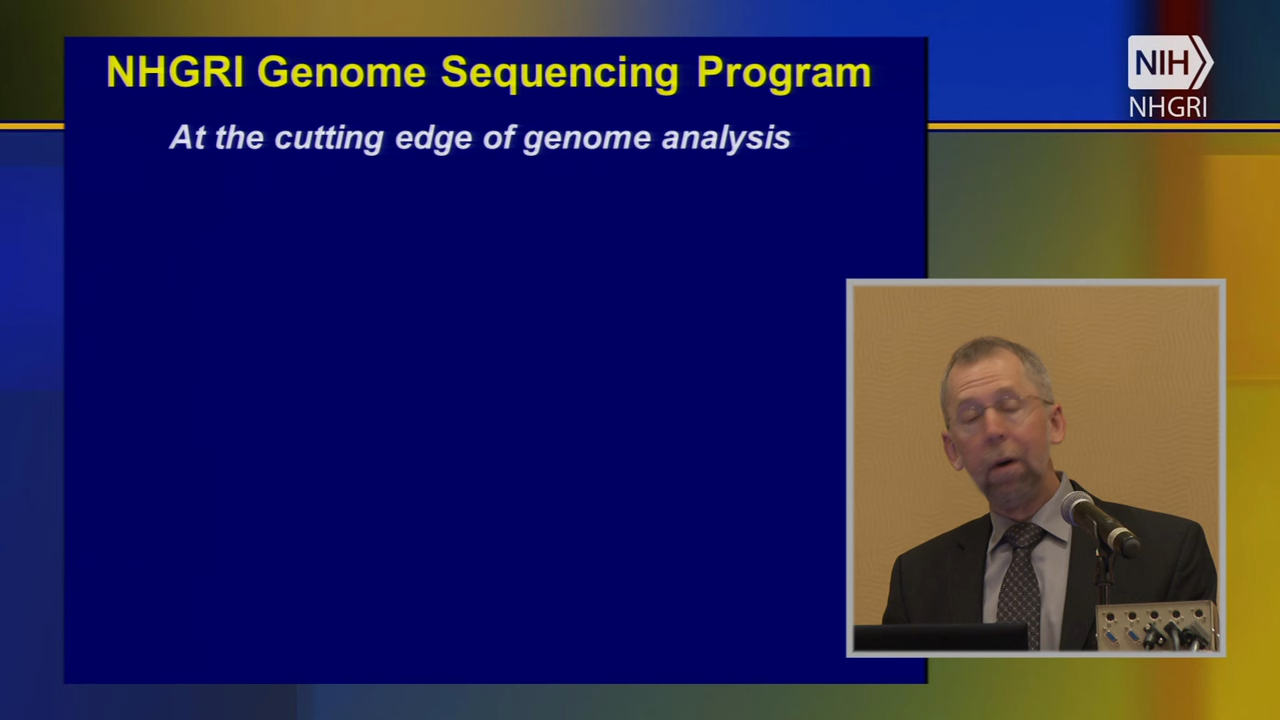 NHGRI Genome Sequencing Program
At the cutting edge of genome analysis
NIH
NHGRI